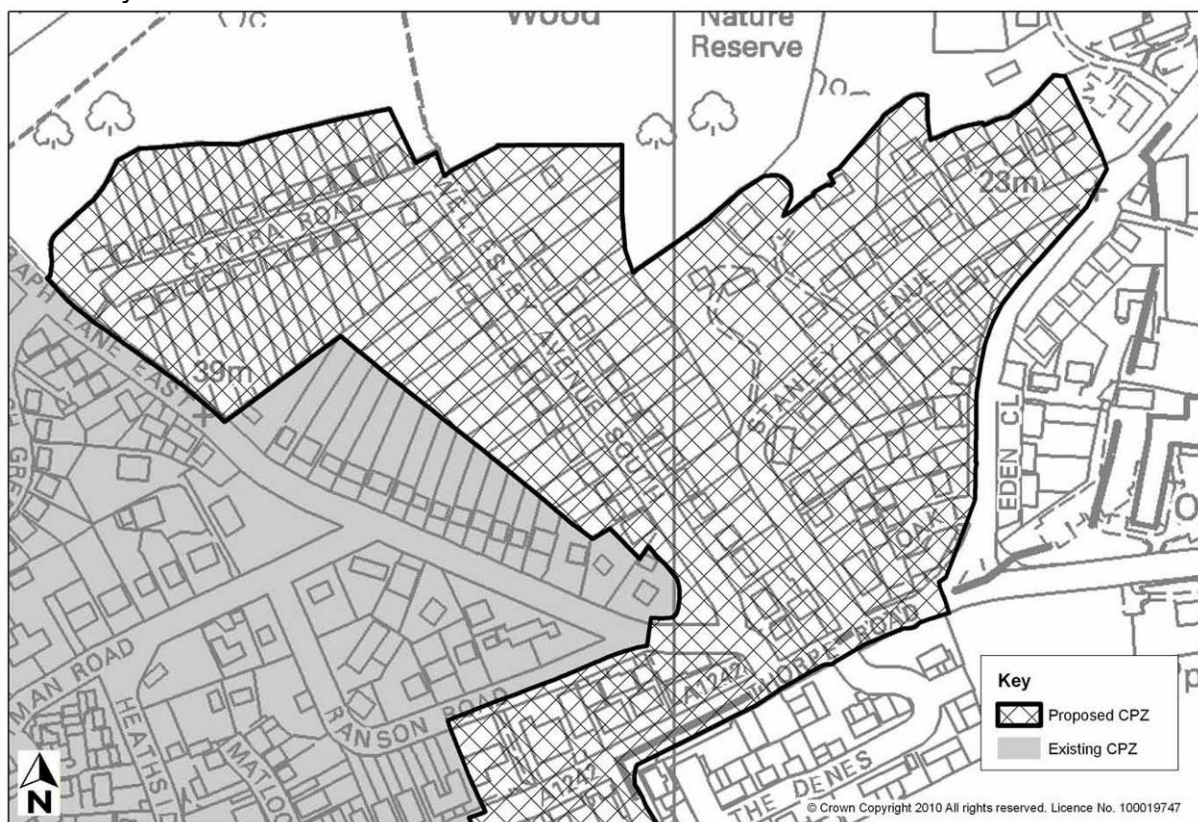 Wood
Nature
Reserve
23m
CINTRA ROAD
WELLESLEY AVENUE SOUTH
STANLEY AVENUE
39m
APH LANE EAST
EDEN CL
OAK
THORPE ROAD
A1242
MAN ROAD
RANSON ROAD
HEATHSI
MATIO
A1242
THE DENES
N
Key
Proposed CPZ
Existing CPZ
© Crown Copyright 2010 All rights reserved. Licence No. 100019747